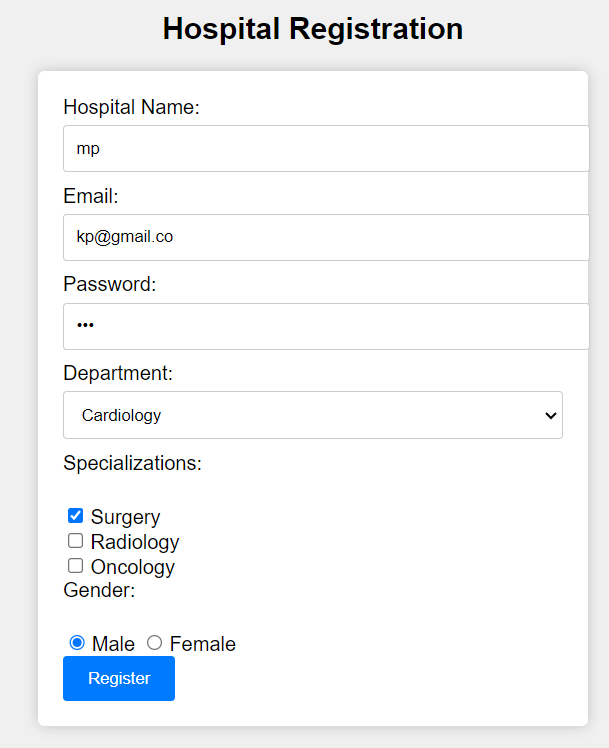 Hospital Registration
Hospital Name:
mp
Email:
kp@gmail.co
Password:
•••
Department:
Cardiology
Specializations:
Surgery
Radiology
Oncology
Gender:
Male Female
Register